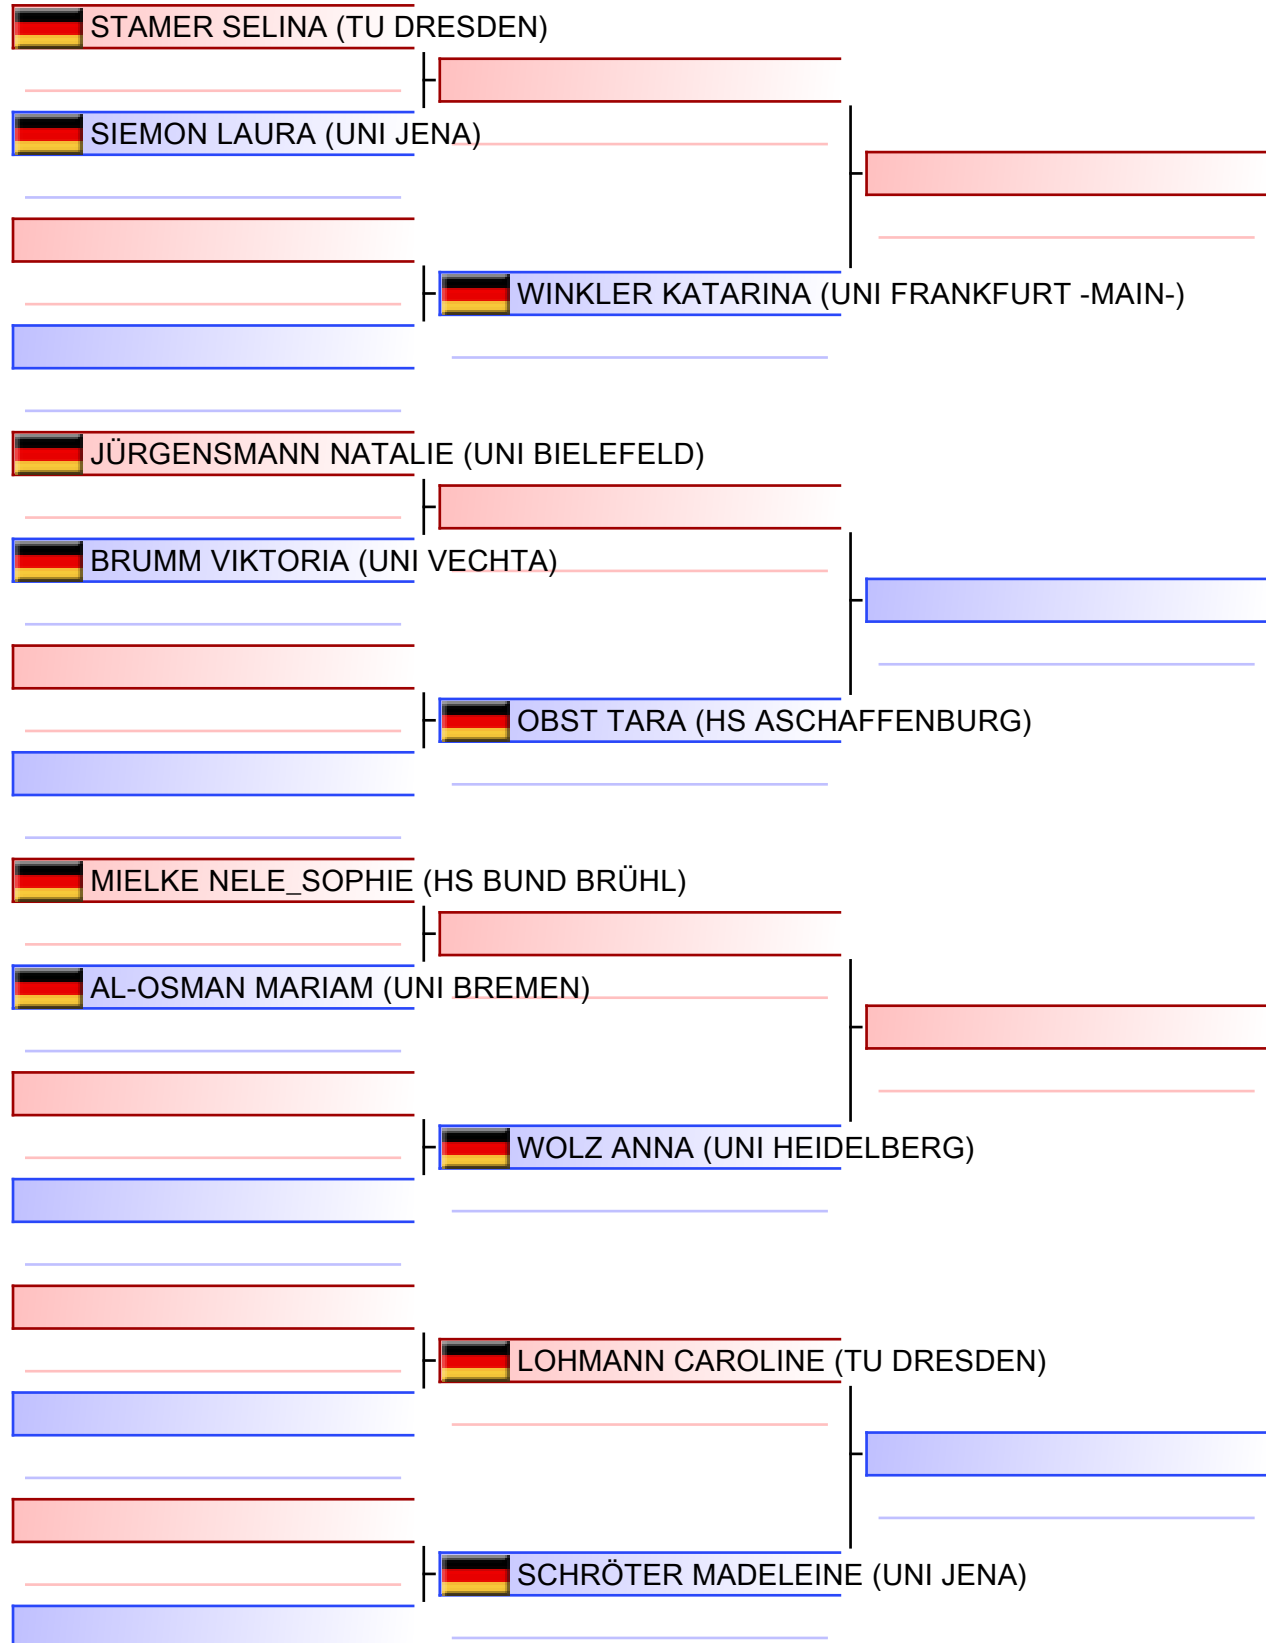 STAMER SELINA (TU DRESDEN)
SIEMON LAURA (UNI JENA)
WINKLER KATARINA (UNI FRANKFURT -MAIN-)
JÜRGENSMANN NATALIE (UNI BIELEFELD)
BRUMM VIKTORIA (UNI VECHTA)
OBST TARA (HS ASCHAFFENBURG)
MIELKE NELE_SOPHIE (HS BUND BRÜHL)
AL-OSMAN MARIAM (UNI BREMEN)
WOLZ ANNA (UNI HEIDELBERG)
LOHMANN CAROLINE (TU DRESDEN)
SCHRÖTER MADELEINE (UNI JENA)